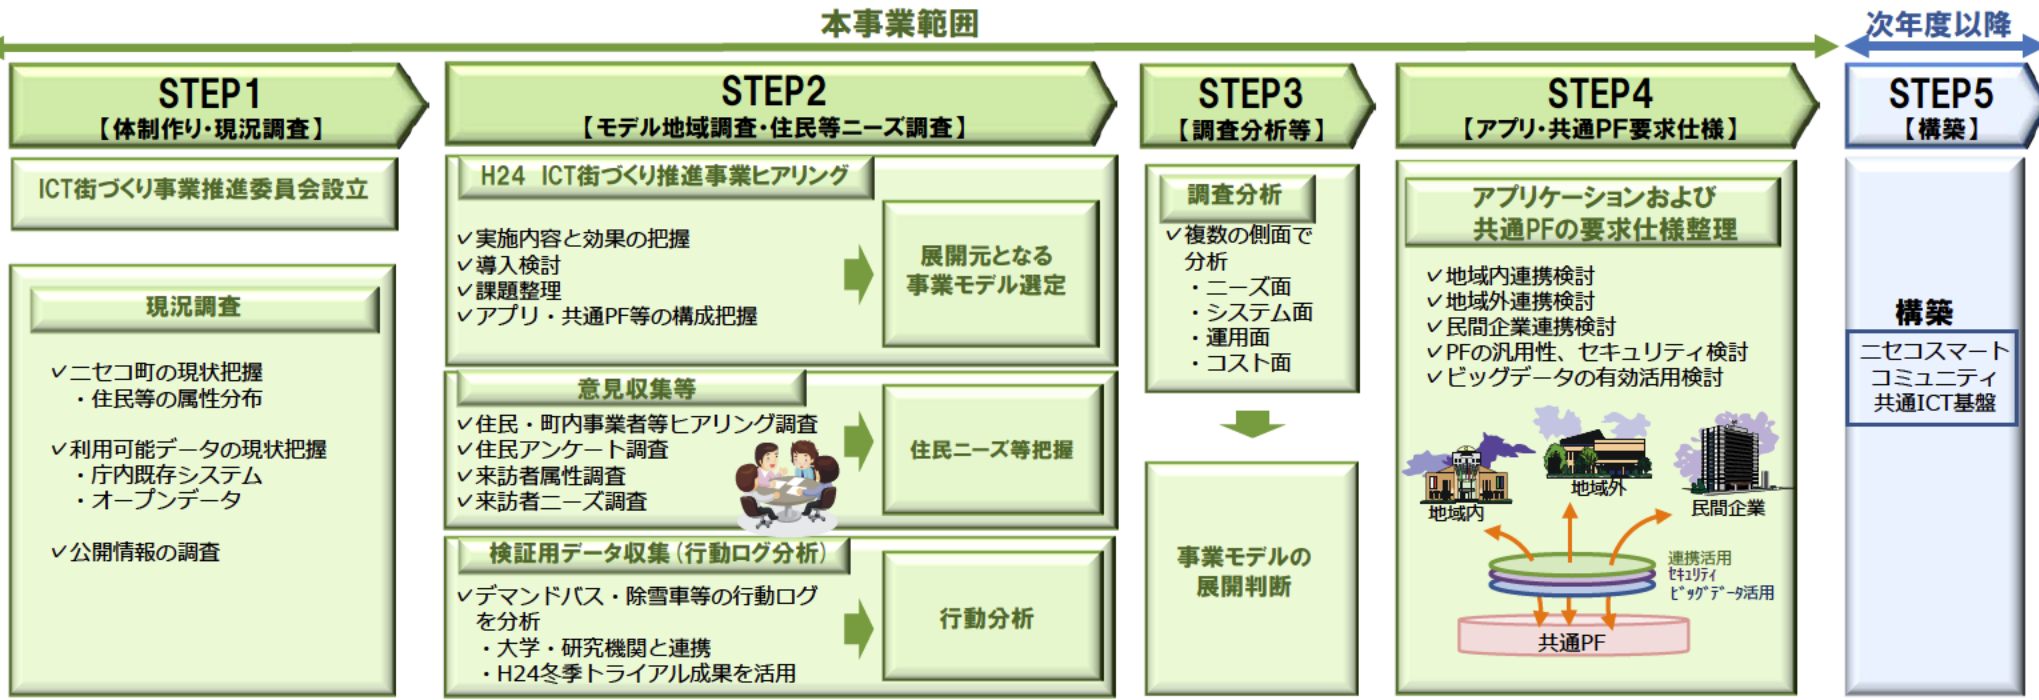 本事業範囲
次年度以降
STEP1
【体制作り・現況調査】
ICT街づくり事業推進委員会設立
現況調査
✓ニセコ町の現状把握
・住民等の属性分布
✓利用可能データの現状把握
・庁内既存システム
・オープンデータ
✓公開情報の調査
STEP2
【モデル地域調査・住民等ニーズ調査】
H24 ICT街づくり推進事業ヒアリング
✓実施内容と効果の把握
✓導入検討
✓課題整理
✓アプリ・共通PF等の構成把握
展開元となる
事業モデル選定
意見収集等
✓住民・町内事業者等ヒアリング調査
✓住民アンケート調査
✓来訪者属性調査
✓来訪者ニーズ調査
住民ニーズ等把握
検証用データ収集(行動ログ分析)
✓デマンドバス・除雪車等の行動ログ
を分析
・大学・研究機関と連携
・H24冬季トライアル成果を活用
行動分析
STEP3
【調査分析等】
調査分析
✓複数の側面で
分析
・ニーズ面
・システム面
・運用面
・コスト面
事業モデルの
展開判断
STEP4
【アプリ・共通PF要求仕様】
アプリケーションおよび
共通PFの要求仕様整理
✓地域内連携検討
✓地域外連携検討
✓民間企業連携検討
✓PFの汎用性、セキュリティ検討
✓ビッグデータの有効活用検討
地域内
地域外
民間企業
連携活用
ｾｷｭﾘﾃｨ
ﾋﾞｯｸﾞﾃﾞｰﾀ活用
共通PF
STEP5
【構築】
構築
ニセコスマート
コミュニティ
共通ICT基盤